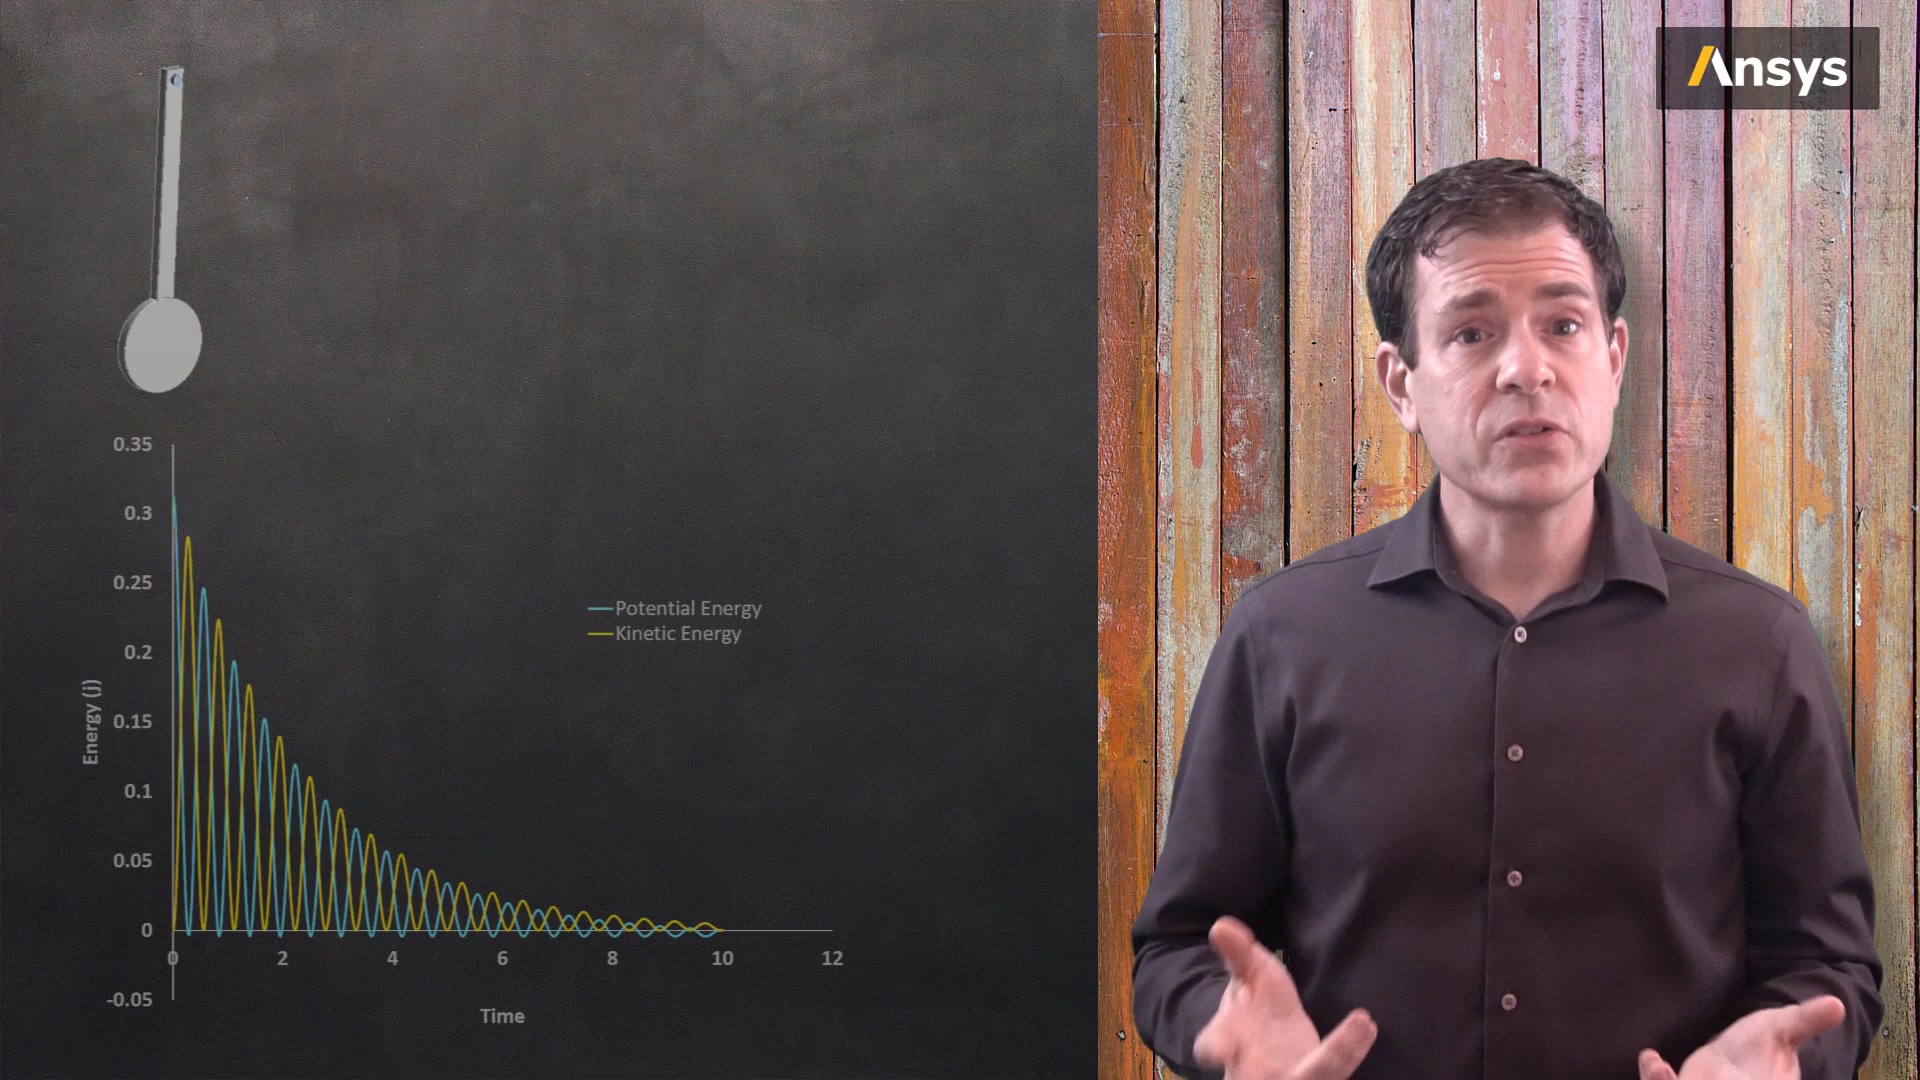 Ansys
0.35
0.3
0.25
0.2
0.15
0.1
0.05
0
-0.05
Energy (j)
0 2 4 6 8 10 12
Time
Potential Energy
Kinetic Energy